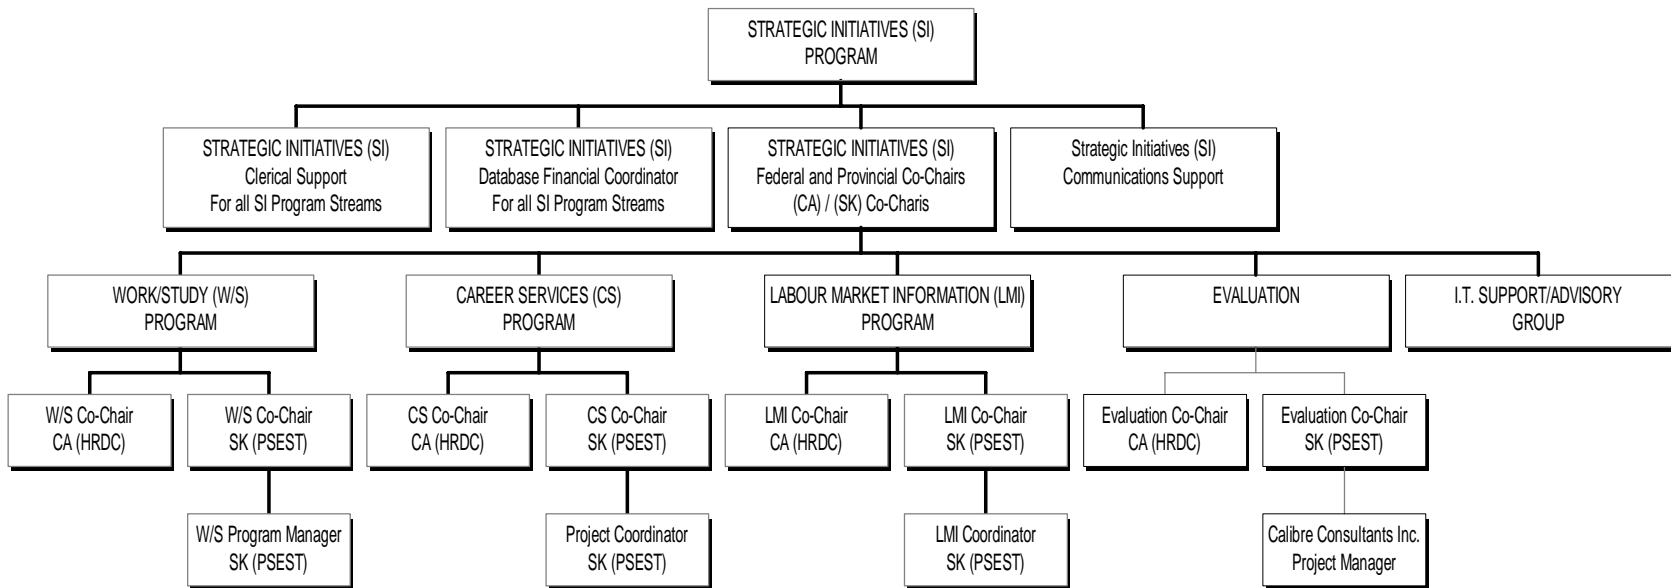 STRATEGIC INITIATIVES (SI)
PROGRAM
STRATEGIC INITIATIVES (SI)
Clerical Support
For all SI Program Streams
STRATEGIC INITIATIVES (SI)
Database Financial Coordinator
For all SI Program Streams
STRATEGIC INITIATIVES (SI)
Federal and Provincial Co-Chairs
(CA) / (SK) Co-Charis
Strategic Initiatives (SI)
Communications Support
WORK/STUDY (W/S)
PROGRAM
CAREER SERVICES (CS)
PROGRAM
LABOUR MARKET INFORMATION (LMI)
PROGRAM
EVALUATION
I.T. SUPPORT/ADVISORY
GROUP
W/S Co-Chair
CA (HRDC)
W/S Co-Chair
SK (PSEST)
CS Co-Chair
CA (HRDC)
CS Co-Chair
SK (PSEST)
LMI Co-Chair
CA (HRDC)
LMI Co-Chair
SK (PSEST)
Evaluation Co-Chair
CA (HRDC)
Evaluation Co-Chair
SK (PSEST)
W/S Program Manager
SK (PSEST)
Project Coordinator
SK (PSEST)
LMI Coordinator
SK (PSEST)
Calibre Consultants Inc.
Project Manager